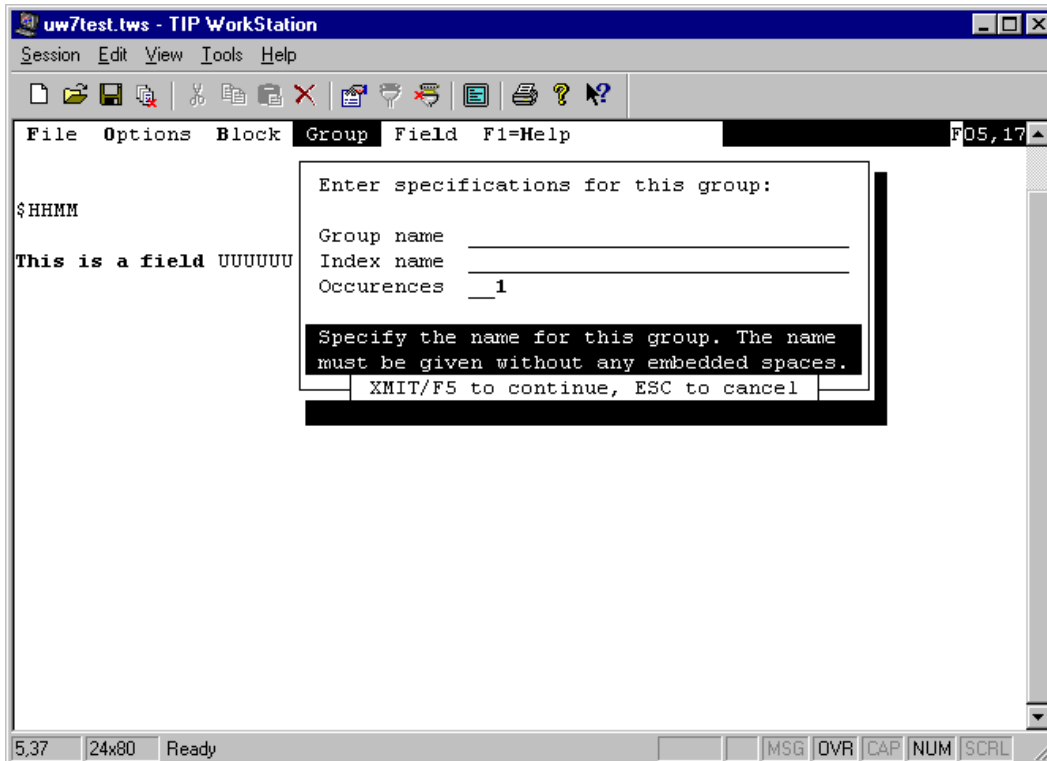 uw7test.tws - TIP WorkStation
Session Edit View Tools Help
File Options Block Group Field F1=Help F05,17
Enter specifications for this group:
$HHMM
Group name
This is a field UUUUUU Index name
Occurences __1
Specify the name for this group. The name
must be given without any embedded spaces.
XMIT/F5 to continue, ESC to cancel
5,37 24x80 Ready MSG OVR CAP NUM SCRL